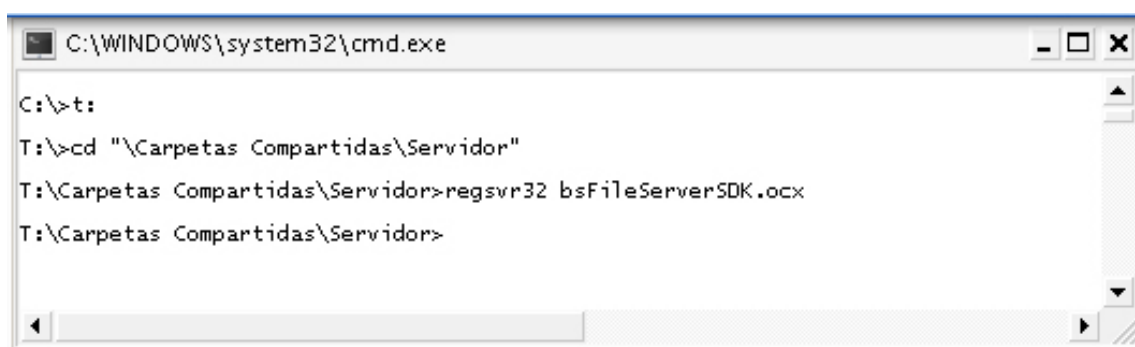 C:\WINDOWS\system32\cmd.exe
C:\>t:
T:\>cd "\Carpetas Compartidas\Servidor"
T:\Carpetas Compartidas\Servidor>regsvr32 bsFileServerSDK.ocx
T:\Carpetas Compartidas\Servidor>